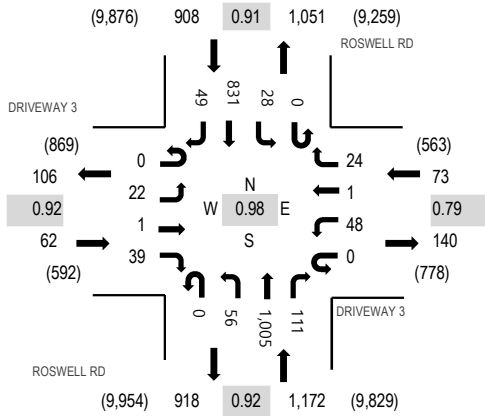 (9,876) 908 0.91 1,051 (9,259)
ROSWELL RD
49 831 28 0
DRIVEWAY 3
(869) (563)
0 24
106 73
22 N 1
0.92 W 0.98 E 0.79
1 S 48
62 140
39 0
(592) (778)
0 56 1,005 111
DRIVEWAY 3
ROSWELL RD
(9,954) 918 0.92 1,172 (9,829)